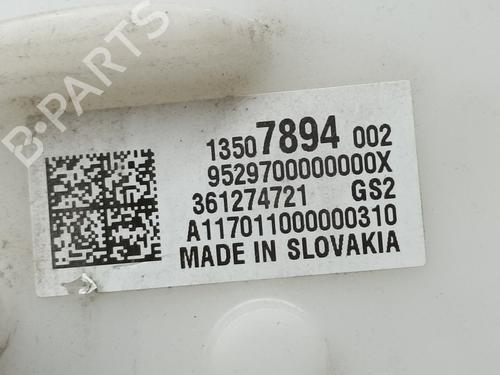 B-PARTS
13507894 002
9529700000000X
361274721 GS2
A117011000000310
MADE IN SLOVAKIA